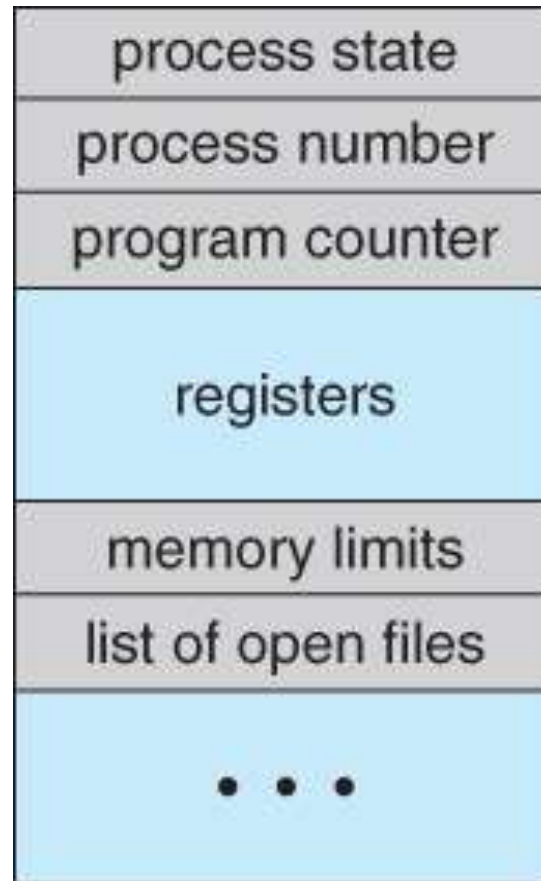 process state
process number
program counter
registers
memory limits
list of open files
• • •